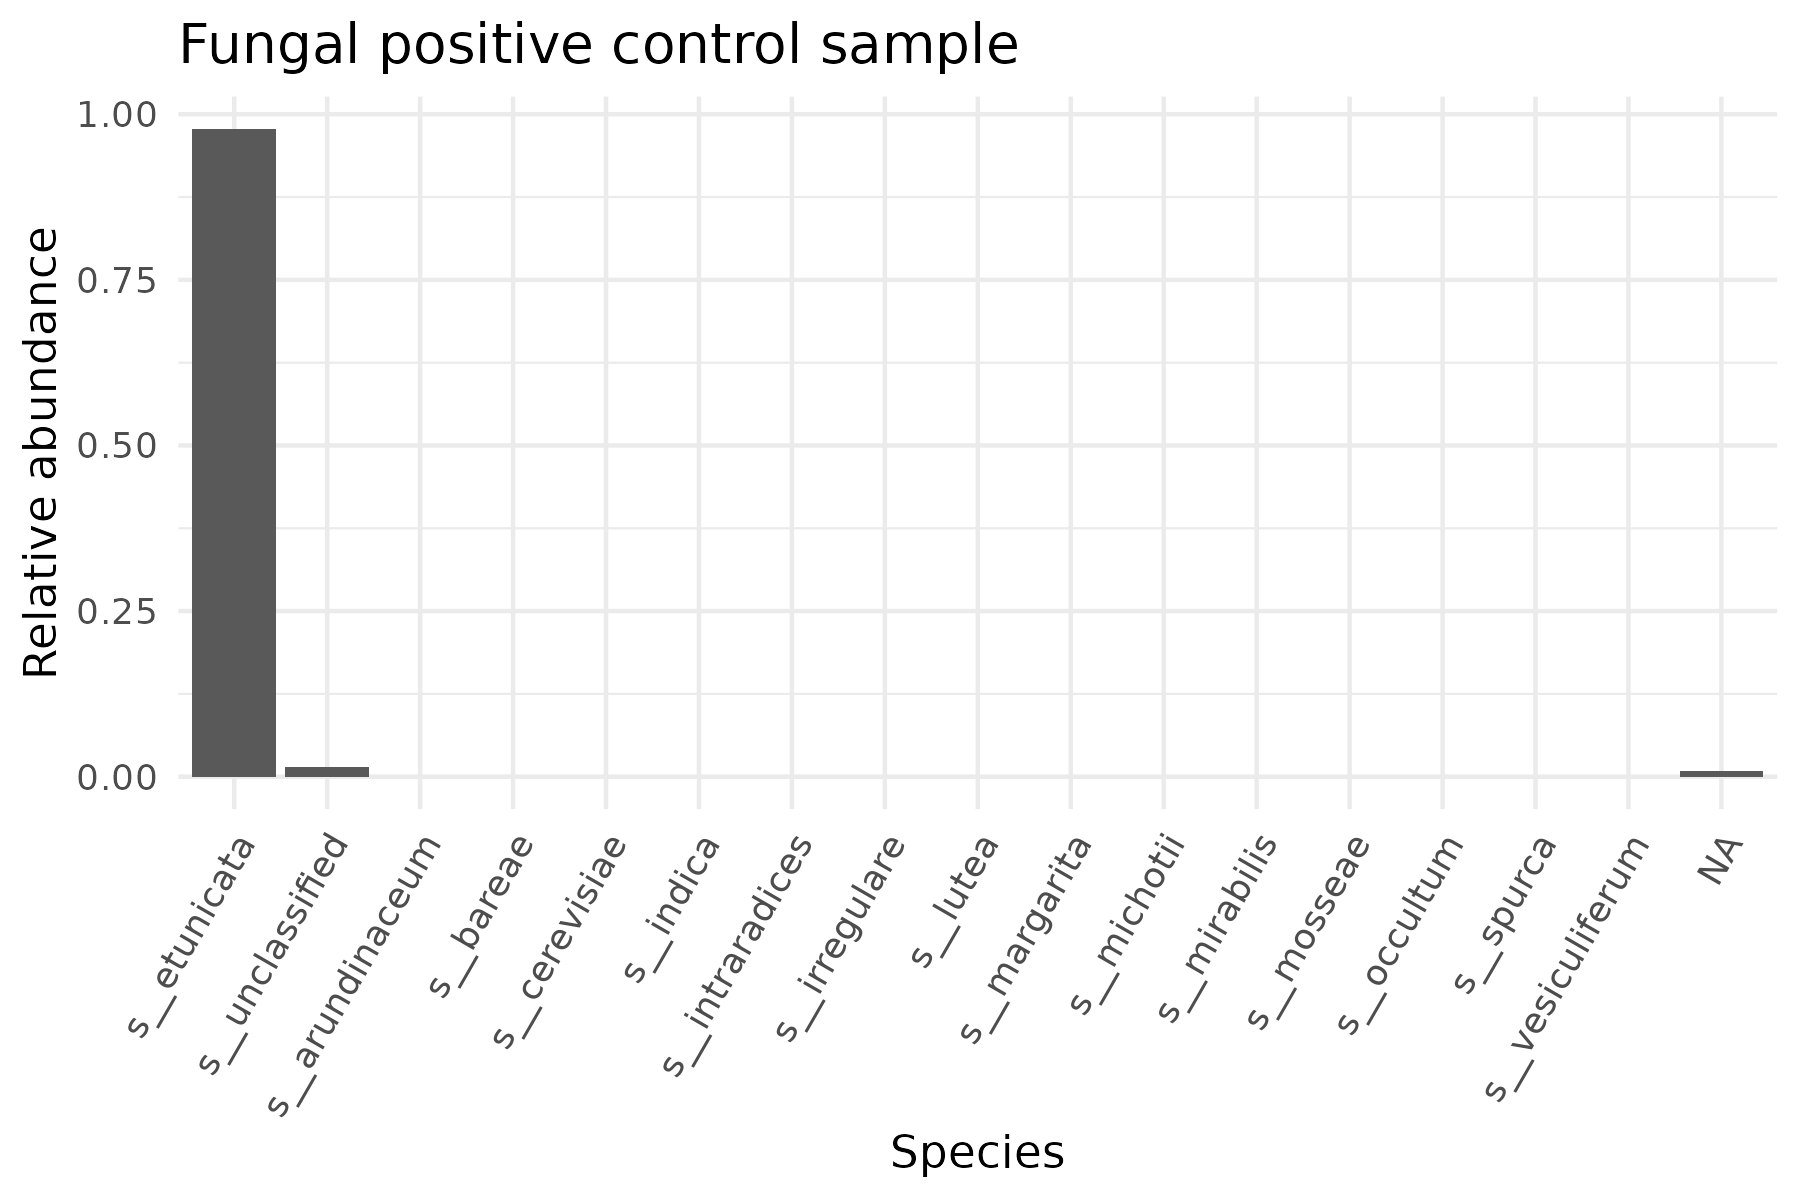 Fungal positive control sample
Relative abundance
1.00
0.75
0.50
0.25
0.00
s__etunicata
s__unclassified
s__arundinaceum
s__bareae
s__cerevisiae
s__indica
s__intraradices
s__irregulare
s__lutea
s__margarita
s__michotii
s__mirabilis
s__mosseae
s__occultum
s__spurca
s__vesiculiferum
NA
Species